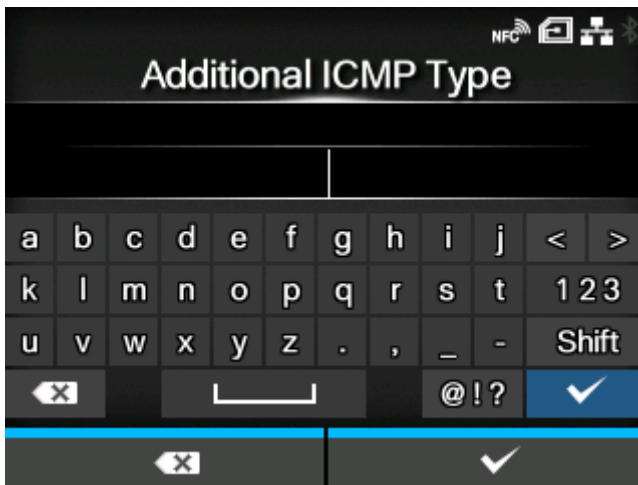 NFC
Additional ICMP Type
a b c d e f g h i j < >
k l m n o p q r s t 123
u v w x y z . , _ - Shift
@!?